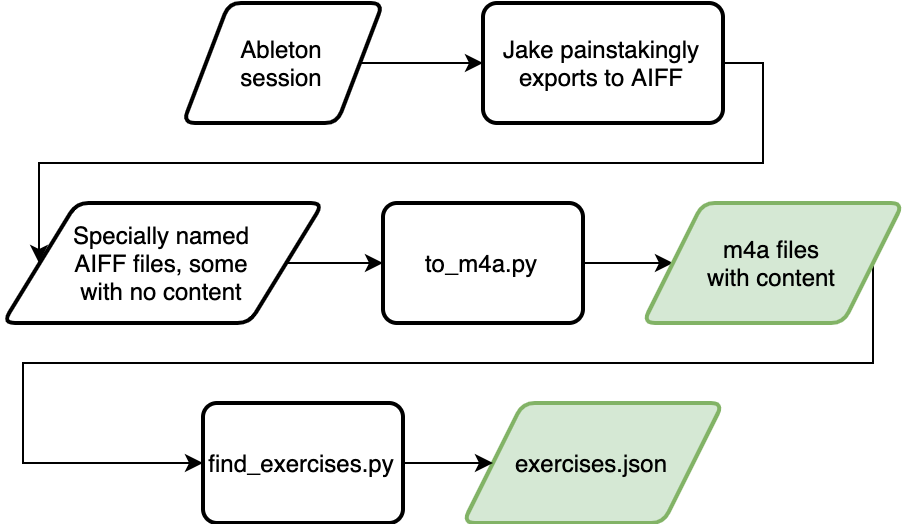 Ableton
session
Jake painstakingly
exports to AIFF
Specially named
AIFF files, some
with no content
to_m4a.py
m4a files
with content
find_exercises.py
exercises.json